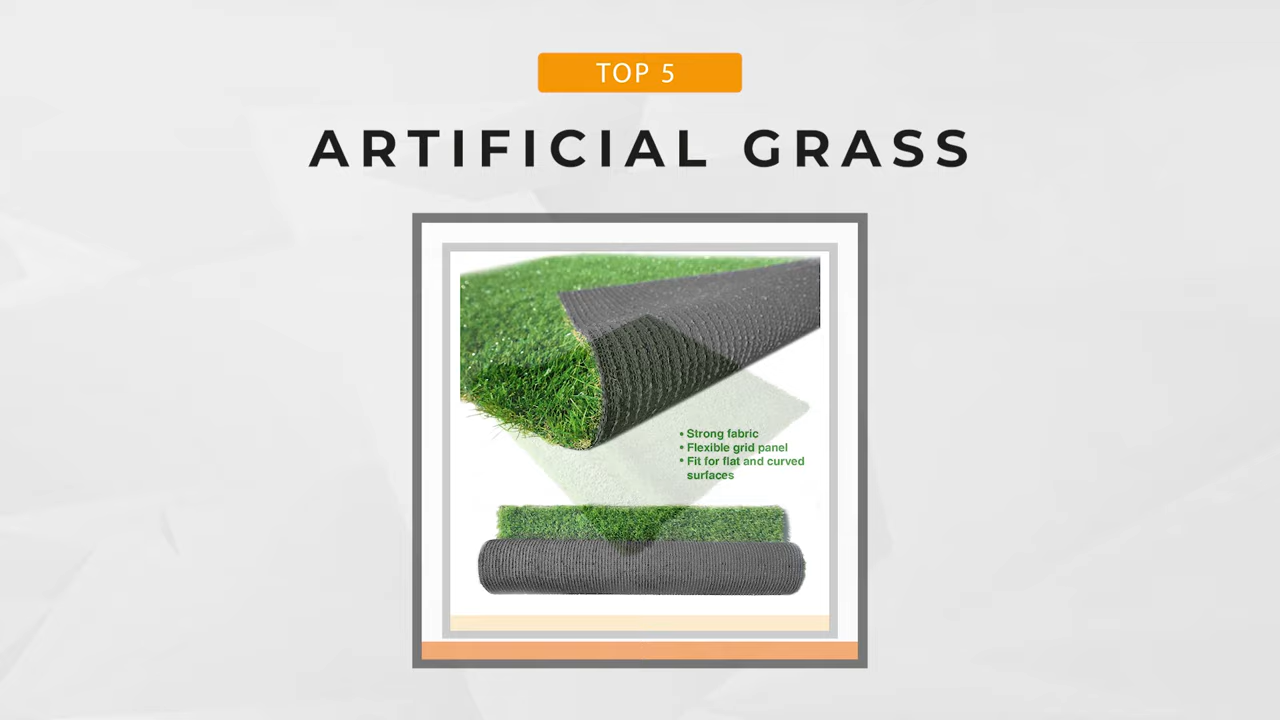 TOP 5
ARTIFICIAL GRASS
• Strong fabric
• Flexible grid panel
• Fit for flat and curved
surfaces